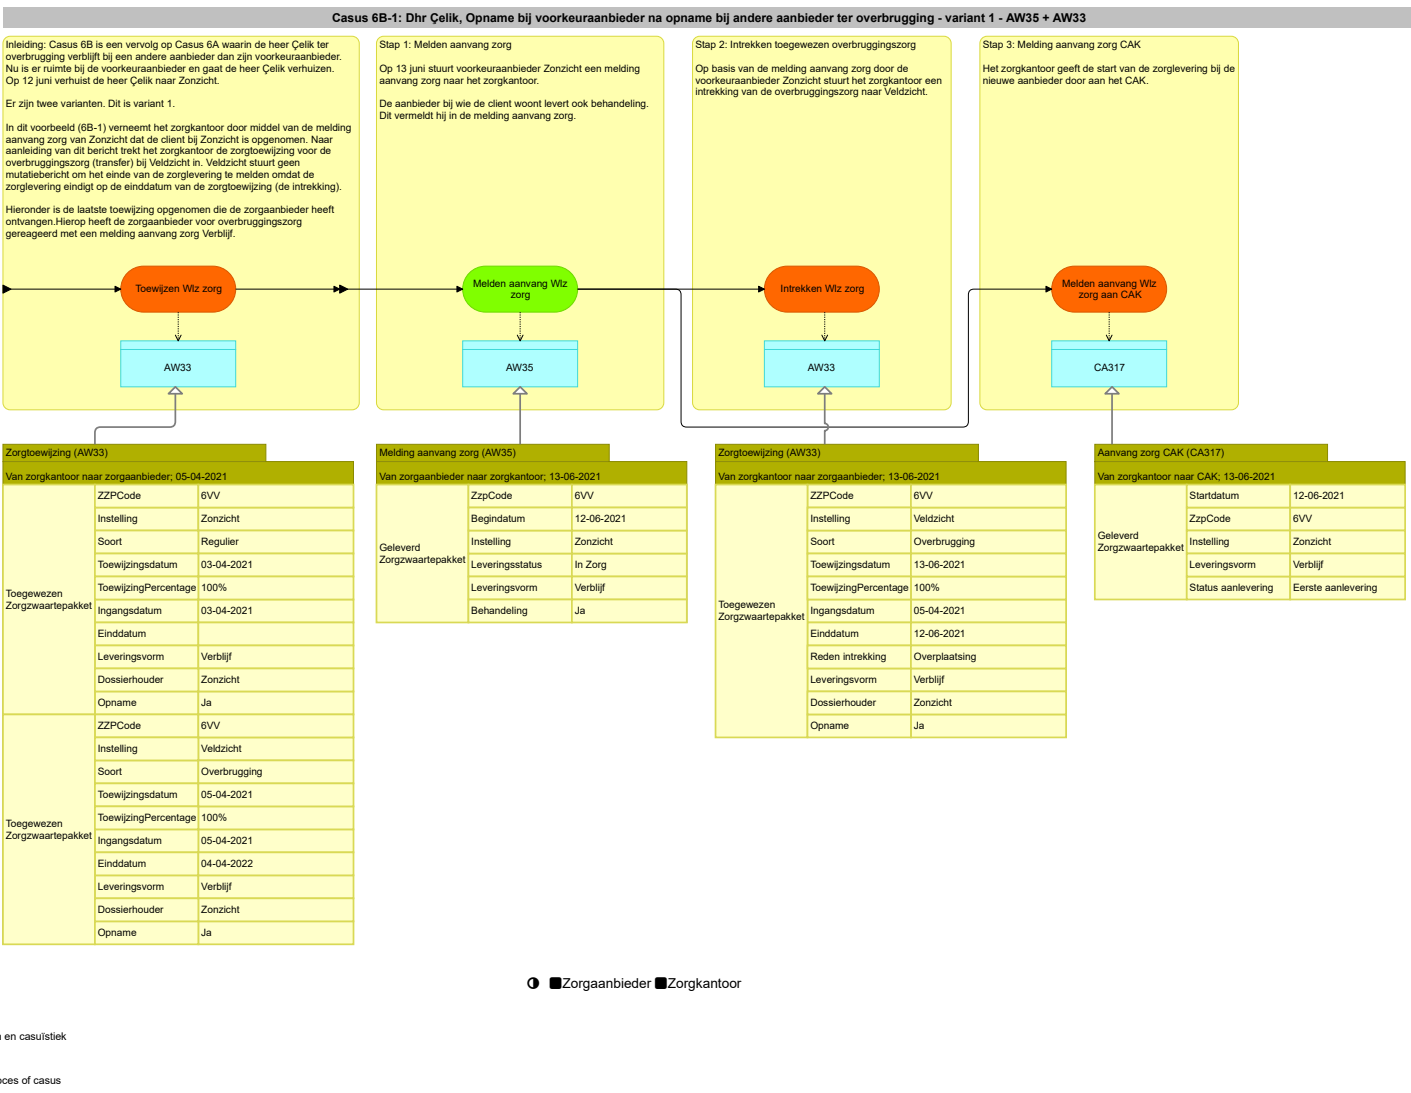 Casus 6B-1: Dhr Çelik, Opname bij voorkeuraanbieder na opname bij andere aanbieder ter overbrugging - variant 1 - AW35 + AW33
Inleiding: Casus 6B is een vervolg op Casus 6A waarin de heer Çelik ter
overbrugging verblijft bij een andere aanbieder dan zijn voorkeuraanbieder.
Nu is er ruimte bij de voorkeuraanbieder en gaat de heer Çelik verhuizen.
Op 12 juni verhuist de heer Çelik naar Zonzicht.
Er zijn twee varianten. Dit is variant 1.
In dit voorbeeld (6B-1) verneemt het zorgkantoor door middel van de melding
aanvang zorg van Zonzicht dat de client bij Zonzicht is opgenomen. Naar
aanleiding van dit bericht trekt het zorgkantoor de zorgtoewijzing voor de
overbruggingszorg (transfer) bij Veldzicht in. Veldzicht stuurt geen
mutatiebericht om het einde van de zorglevering te melden omdat de
zorglevering eindigt op de einddatum van de zorgtoewijzing (de intrekking).
Hieronder is de laatste toewijzing opgenomen die de zorgaanbieder heeft
ontvangen.Hierop heeft de zorgaanbieder voor overbruggingszorg
gereageerd met een melding aanvang zorg Verblijf.
Stap 1: Melden aanvang zorg
Op 13 juni stuurt voorkeuraanbieder Zonzicht een melding
aanvang zorg naar het zorgkantoor.
De aanbieder bij wie de client woont levert ook behandeling.
Dit vermeldt hij in de melding aanvang zorg.
Stap 2: Intrekken toegewezen overbruggingszorg
Op basis van de melding aanvang zorg door de
voorkeuraanbieder Zonzicht stuurt het zorgkantoor een
intrekking van de overbruggingszorg naar Veldzicht.
Stap 3: Melding aanvang zorg CAK
Het zorgkantoor geeft de start van de zorglevering bij de
nieuwe aanbieder door aan het CAK.
Toewijzen Wlz zorg
Melden aanvang Wlz
zorg
Intrekken Wlz zorg
Melden aanvang Wlz
zorg aan CAK
AW33
AW35
AW33
CA317
Zorgtoewijzing (AW33)
Van zorgkantoor naar zorgaanbieder; 05-04-2021
Toegewezen
Zorgzwaartepakket
ZZPCode 6VV
Instelling Zonzicht
Soort Regulier
Toewijzingsdatum 03-04-2021
ToewijzingPercentage 100%
Ingangsdatum 03-04-2021
Einddatum
Leveringsvorm Verblijf
Dossierhouder Zonzicht
Opname Ja
Toegewezen
Zorgzwaartepakket
ZZPCode 6VV
Instelling Veldzicht
Soort Overbrugging
Toewijzingsdatum 05-04-2021
ToewijzingPercentage 100%
Ingangsdatum 05-04-2021
Einddatum 04-04-2022
Leveringsvorm Verblijf
Dossierhouder Zonzicht
Opname Ja
Melding aanvang zorg (AW35)
Van zorgaanbieder naar zorgkantoor; 13-06-2021
Geleverd
Zorgzwaartepakket
ZzpCode 6VV
Begindatum 12-06-2021
Instelling Zonzicht
Leveringsstatus In Zorg
Leveringsvorm Verblijf
Behandeling Ja
Zorgtoewijzing (AW33)
Van zorgkantoor naar zorgaanbieder; 13-06-2021
Toegewezen
Zorgzwaartepakket
ZZPCode 6VV
Instelling Veldzicht
Soort Overbrugging
Toewijzingsdatum 13-06-2021
ToewijzingPercentage 100%
Ingangsdatum 05-04-2021
Einddatum 12-06-2021
Reden intrekking Overplaatsing
Leveringsvorm Verblijf
Dossierhouder Zonzicht
Opname Ja
Aanvang zorg CAK (CA317)
Van zorgkantoor naar CAK; 13-06-2021
Geleverd
Zorgzwaartepakket
Startdatum 12-06-2021
ZzpCode 6VV
Instelling Zonzicht
Leveringsvorm Verblijf
Status aanlevering Eerste aanlevering
Zorgaanbieder Zorgkantoor
en casuïstiek
of casus